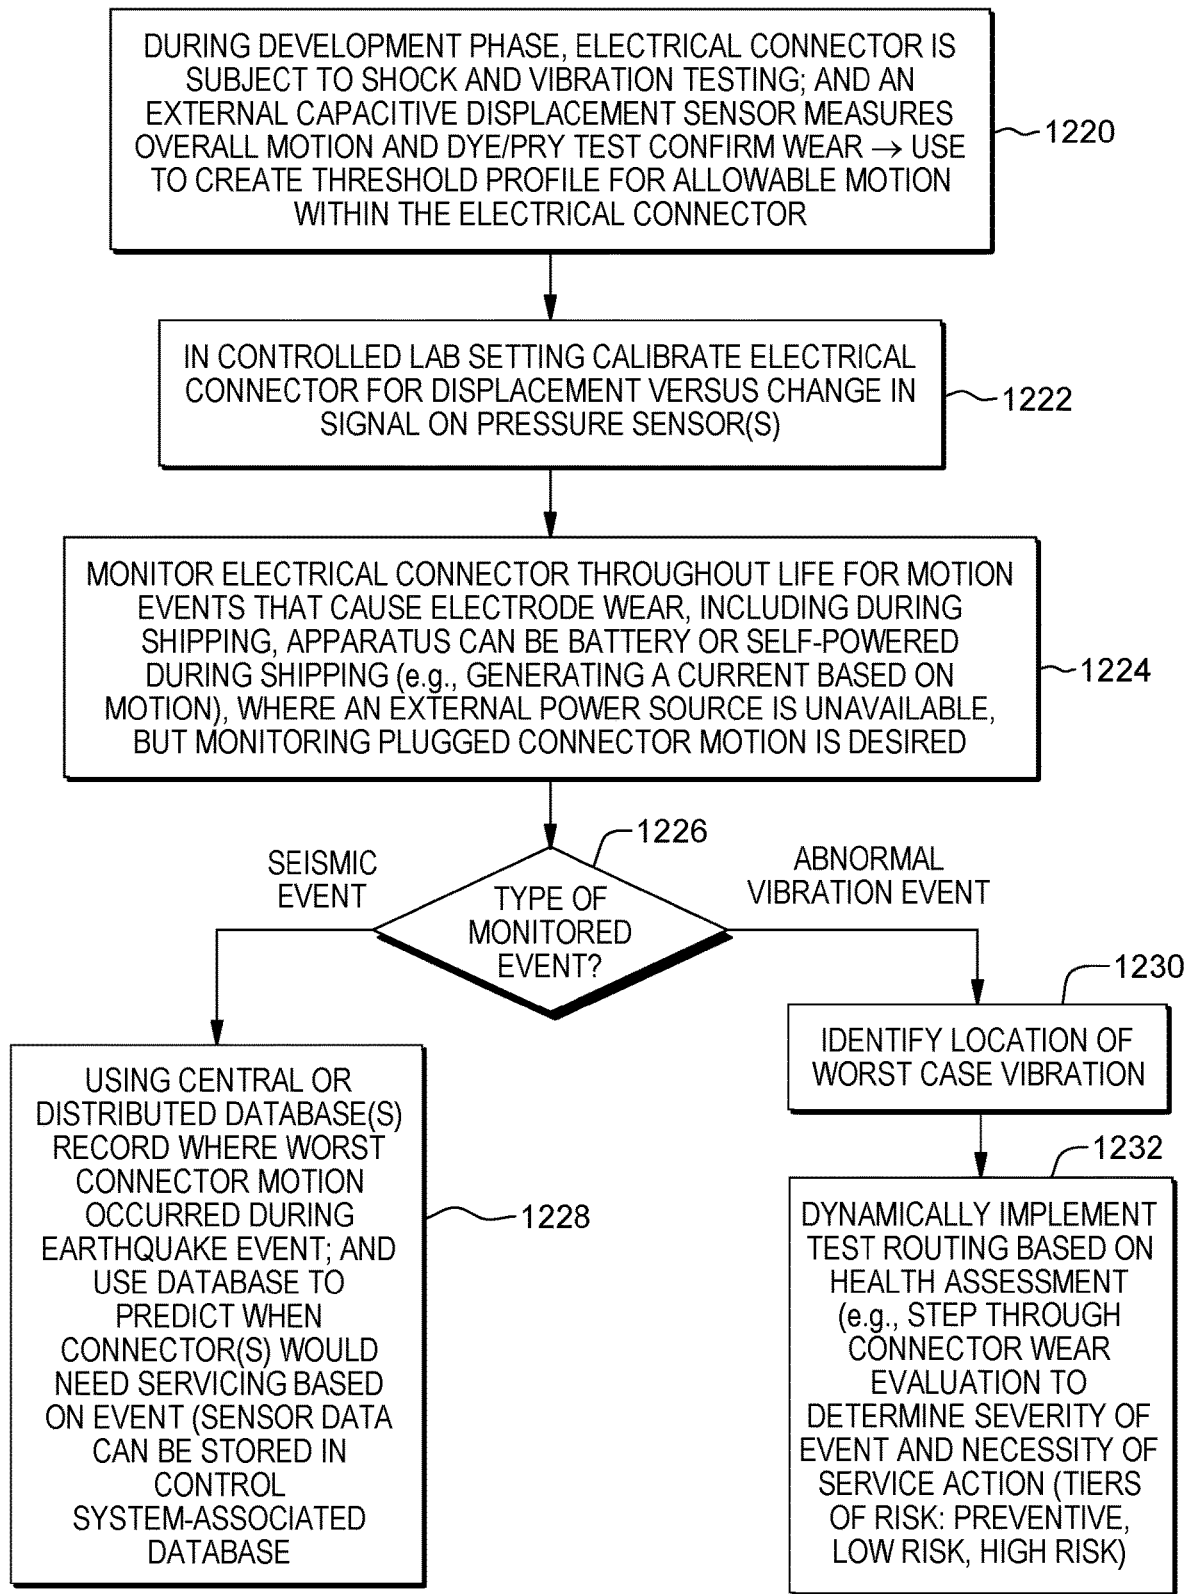 DURING DEVELOPMENT PHASE, ELECTRICAL CONNECTOR IS
SUBJECT TO SHOCK AND VIBRATION TESTING; AND AN
EXTERNAL CAPACITIVE DISPLACEMENT SENSOR MEASURES
OVERALL MOTION AND DYE/PRY TEST CONFIRM WEAR → USE
TO CREATE THRESHOLD PROFILE FOR ALLOWABLE MOTION
WITHIN THE ELECTRICAL CONNECTOR
1220
IN CONTROLLED LAB SETTING CALIBRATE ELECTRICAL
CONNECTOR FOR DISPLACEMENT VERSUS CHANGE IN
SIGNAL ON PRESSURE SENSOR(S)
1222
MONITOR ELECTRICAL CONNECTOR THROUGHOUT LIFE FOR MOTION
EVENTS THAT CAUSE ELECTRODE WEAR, INCLUDING DURING
SHIPPING, APPARATUS CAN BE BATTERY OR SELF-POWERED
DURING SHIPPING (e.g., GENERATING A CURRENT BASED ON
MOTION), WHERE AN EXTERNAL POWER SOURCE IS UNAVAILABLE,
BUT MONITORING PLUGGED CONNECTOR MOTION IS DESIRED
1224
1226
TYPE OF
MONITORED
EVENT?
SEISMIC
EVENT
ABNORMAL
VIBRATION EVENT
USING CENTRAL OR
DISTRIBUTED DATABASE(S)
RECORD WHERE WORST
CONNECTOR MOTION
OCCURRED DURING
EARTHQUAKE EVENT; AND
USE DATABASE TO
PREDICT WHEN
CONNECTOR(S) WOULD
NEED SERVICING BASED
ON EVENT (SENSOR DATA
CAN BE STORED IN
CONTROL
SYSTEM-ASSOCIATED
DATABASE
1228
1230
IDENTIFY LOCATION OF
WORST CASE VIBRATION
1232
DYNAMICALLY IMPLEMENT
TEST ROUTING BASED ON
HEALTH ASSESSMENT
(e.g., STEP THROUGH
CONNECTOR WEAR
EVALUATION TO
DETERMINE SEVERITY OF
EVENT AND NECESSITY OF
SERVICE ACTION (TIERS
OF RISK: PREVENTIVE,
LOW RISK, HIGH RISK)